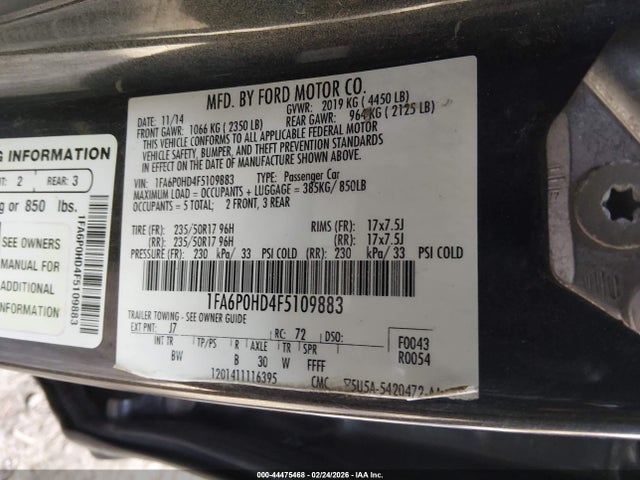 MFD. BY FORD MOTOR CO.
DATE: 11/14 GVWR: 2019 KG (4450 LB)
FRONT GAWR: 1066 KG (2350 LB) REAR GAWR: 964 KG (2125 LB)
THIS VEHICLE CONFORMS TO ALL APPLICABLE FEDERAL MOTOR
VEHICLE SAFETY, BUMPER, AND THEFT PREVENTION STANDARDS
IN EFFECT ON THE DATE OF MANUFACTURE SHOWN ABOVE.
VIN: 1FA6P0HD4F5109883 TYPE: Passenger Car
MAXIMUM LOAD = OCCUPANTS + LUGGAGE = 385KG/850LB
OCCUPANTS = 5 TOTAL; 2 FRONT, 3 REAR
TIRE (FR): 235/50R17 96H RIMS (FR): 17x7.5J
(RR): 235/50R17 96H (RR): 17x7.5J
PRESSURE (FR): 230 kPa/ 33 PSI COLD (RR): 230 kPa/ 33 PSI COLD
1FA6P0HD4F5109883
TRAILER TOWING - SEE OWNER GUIDE
EXT PNT: J7 RC: 72 DSO: F0043
INT TR TP/PS R AXLE TR SPR R0054
BW B 30 W FFFF
1201411116395 CMC 5U5A-5420472-
G INFORMATION
T: 2 REAR: 3
g or 850 lbs.
SEE OWNERS
MANUAL FOR
ADDITIONAL
INFORMATION
1FA6P0HD4F5109883
000-44475468 - 02/24/2026 - IAA Inc.